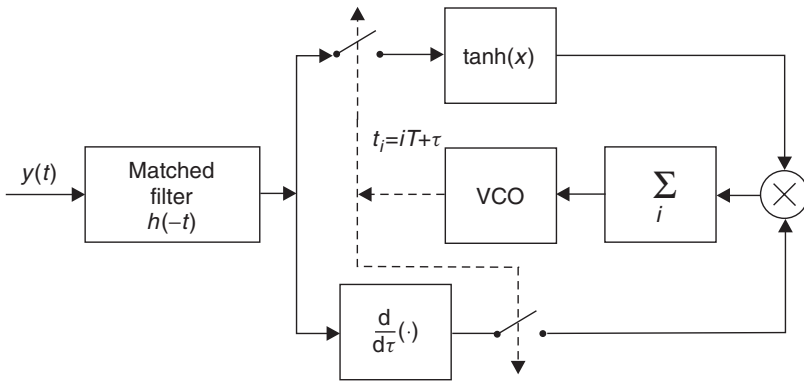 tanh(x)
t_i=iT+τ
y(t)
Matched
filter
h(−t)
VCO
Σ
i
d
dτ
(·)